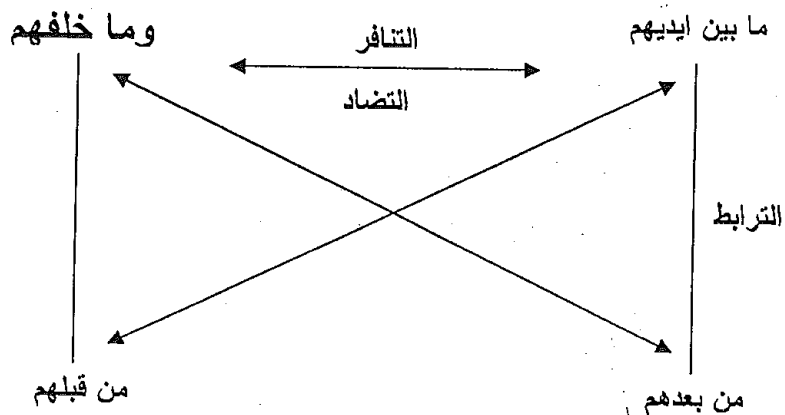 ما بين ايديهم
التنافر
وما خلفهم
التضاد
الترابط
من بعدهم
من قبلهم